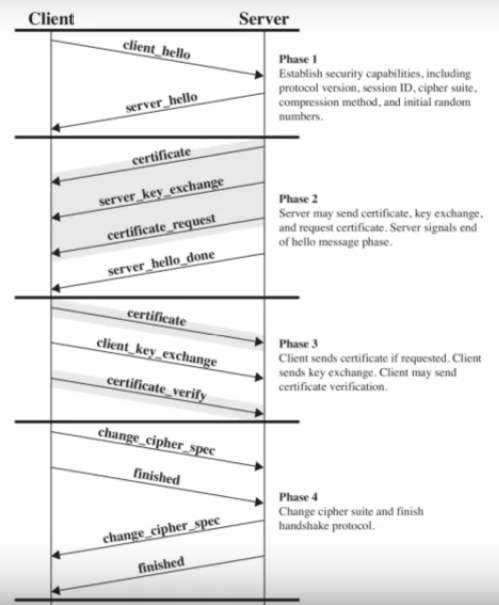 Client
Server
client_hello
server_hello
Phase 1
Establish security capabilities, including
protocol version, session ID, cipher suite,
compression method, and initial random
numbers.
certificate
server_key_exchange
certificate_request
server_hello_done
Phase 2
Server may send certificate, key exchange,
and request certificate. Server signals end
of hello message phase.
certificate
client_key_exchange
certificate_verify
Phase 3
Client sends certificate if requested. Client
sends key exchange. Client may send
certificate verification.
change_cipher_spec
finished
change_cipher_spec
finished
Phase 4
Change cipher suite and finish
handshake protocol.